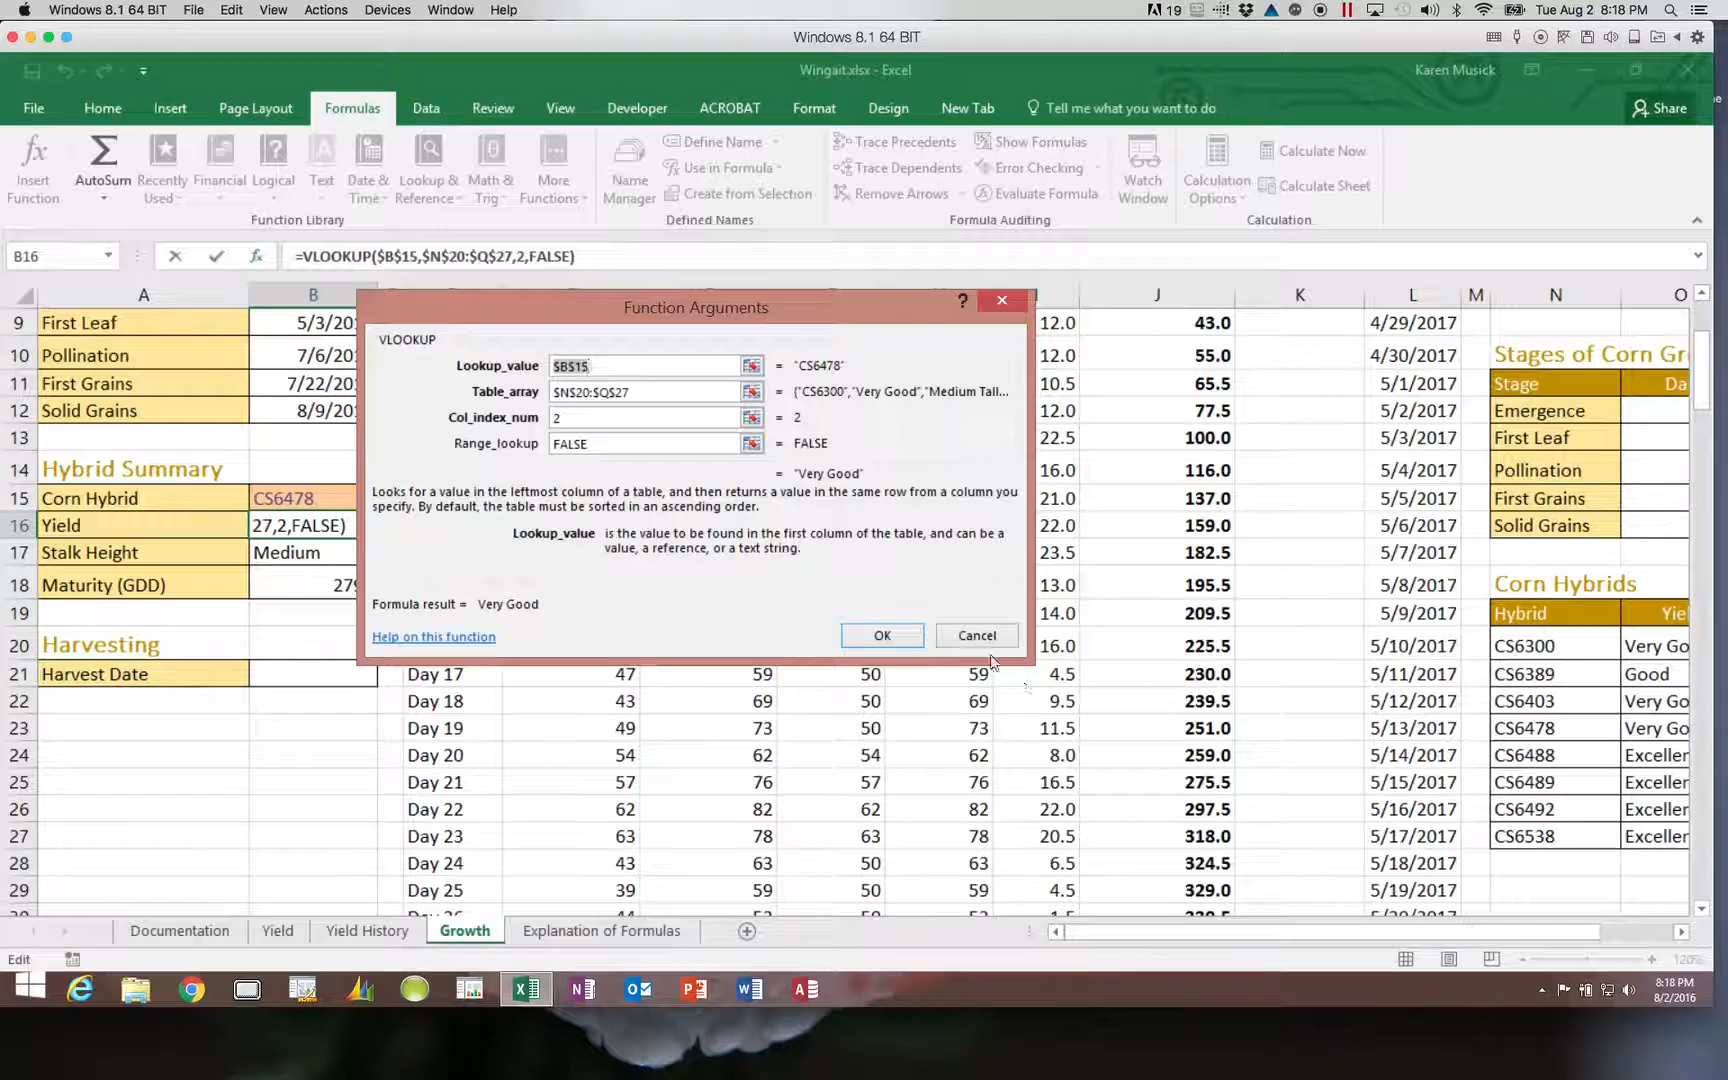 Windows 8.1 64 BIT File Edit View Actions Devices Window Help 19 Tue Aug 2 8:18 PM
Windows 8.1 64 BIT
Wingait.xlsx - Excel Karen Musick
File Home Insert Page Layout Formulas Data Review View Developer ACROBAT Format Design New Tab Tell me what you want to do Share
Insert Function AutoSum Recently Used Financial Logical Text Date & Time Lookup & Reference Math & Trig More Functions
Function Library
Name Manager
Define Name
Use in Formula
Create from Selection
Defined Names
Trace Precedents Show Formulas
Trace Dependents Error Checking
Remove Arrows Evaluate Formula
Watch Window
Formula Auditing
Calculation Options
Calculate Now
Calculate Sheet
Calculation
B16 fx =VLOOKUP($B$15,$N$20:$Q$27,2,FALSE)
A B J K L M N O
9 First Leaf 5/3/20
10 Pollination 7/6/20
11 First Grains 7/22/20
12 Solid Grains 8/9/20
13
14 Hybrid Summary
15 Corn Hybrid CS6478
16 Yield 27,2,FALSE)
17 Stalk Height Medium
18 Maturity (GDD) 279
19
20 Harvesting
21 Harvest Date
22
23
24
25
26
27
28
29
Function Arguments ?
VLOOKUP
Lookup_value $B$15 = "CS6478"
Table_array $N$20:$Q$27 = {"CS6300","Very Good","Medium Tall...
Col_index_num 2 = 2
Range_lookup FALSE = FALSE
= "Very Good"
Looks for a value in the leftmost column of a table, and then returns a value in the same row from a column you
specify. By default, the table must be sorted in an ascending order.
Lookup_value is the value to be found in the first column of the table, and can be a
value, a reference, or a text string.
Formula result = Very Good
Help on this function OK Cancel
12.0 43.0 4/29/2017
12.0 55.0 4/30/2017
10.5 65.5 5/1/2017
12.0 77.5 5/2/2017
22.5 100.0 5/3/2017
16.0 116.0 5/4/2017
21.0 137.0 5/5/2017
22.0 159.0 5/6/2017
23.5 182.5 5/7/2017
13.0 195.5 5/8/2017
14.0 209.5 5/9/2017
16.0 225.5 5/10/2017
Day 17 47 59 50 59 4.5 230.0 5/11/2017
Day 18 43 69 50 69 9.5 239.5 5/12/2017
Day 19 49 73 50 73 11.5 251.0 5/13/2017
Day 20 54 62 54 62 8.0 259.0 5/14/2017
Day 21 57 76 57 76 16.5 275.5 5/15/2017
Day 22 62 82 62 82 22.0 297.5 5/16/2017
Day 23 63 78 63 78 20.5 318.0 5/17/2017
Day 24 43 63 50 63 6.5 324.5 5/18/2017
Day 25 39 59 50 59 4.5 329.0 5/19/2017
Stages of Corn Gr
Stage Da
Emergence
First Leaf
Pollination
First Grains
Solid Grains
Corn Hybrids
Hybrid Yie
CS6300 Very Go
CS6389 Good
CS6403 Very Go
CS6478 Very Go
CS6488 Exceller
CS6489 Exceller
CS6492 Exceller
CS6538 Exceller
Documentation Yield Yield History Growth Explanation of Formulas
Edit 120%
8:18 PM
8/2/2016